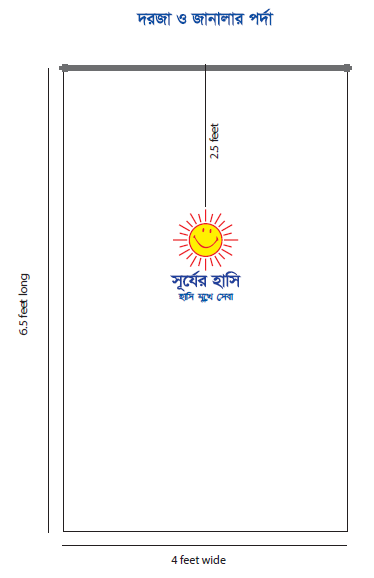 দরজা ও জানালার পর্দা
2.5 feet
সূর্যের হাসি
হাসি মুখে সেবা
6.5 feet long
4 feet wide